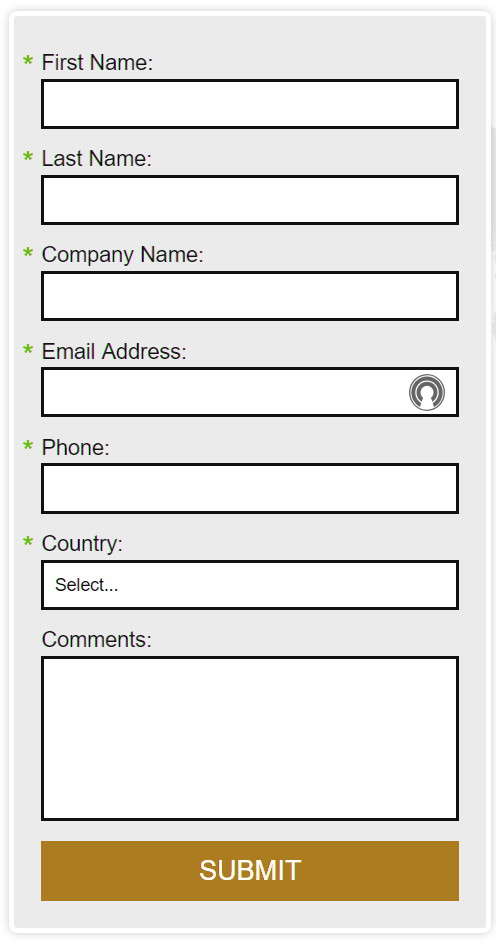 * First Name:
* Last Name:
* Company Name:
* Email Address:
* Phone:
* Country:
Select...
Comments:
SUBMIT